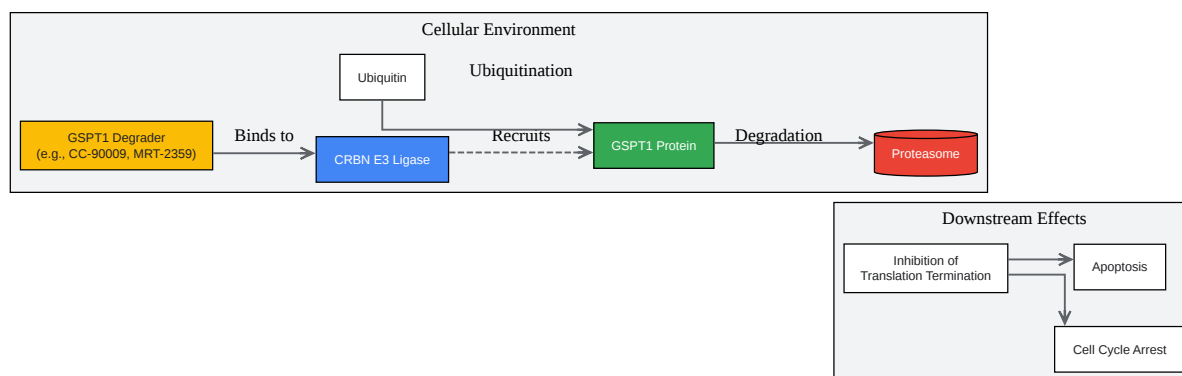 Cellular Environment
Ubiquitin
Ubiquitination
GSPT1 Degrader
(e.g., CC-90009, MRT-2359)
Binds to
CRBN E3 Ligase
Recruits
GSPT1 Protein
Degradation
Proteasome
Downstream Effects
Inhibition of
Translation Termination
Apoptosis
Cell Cycle Arrest